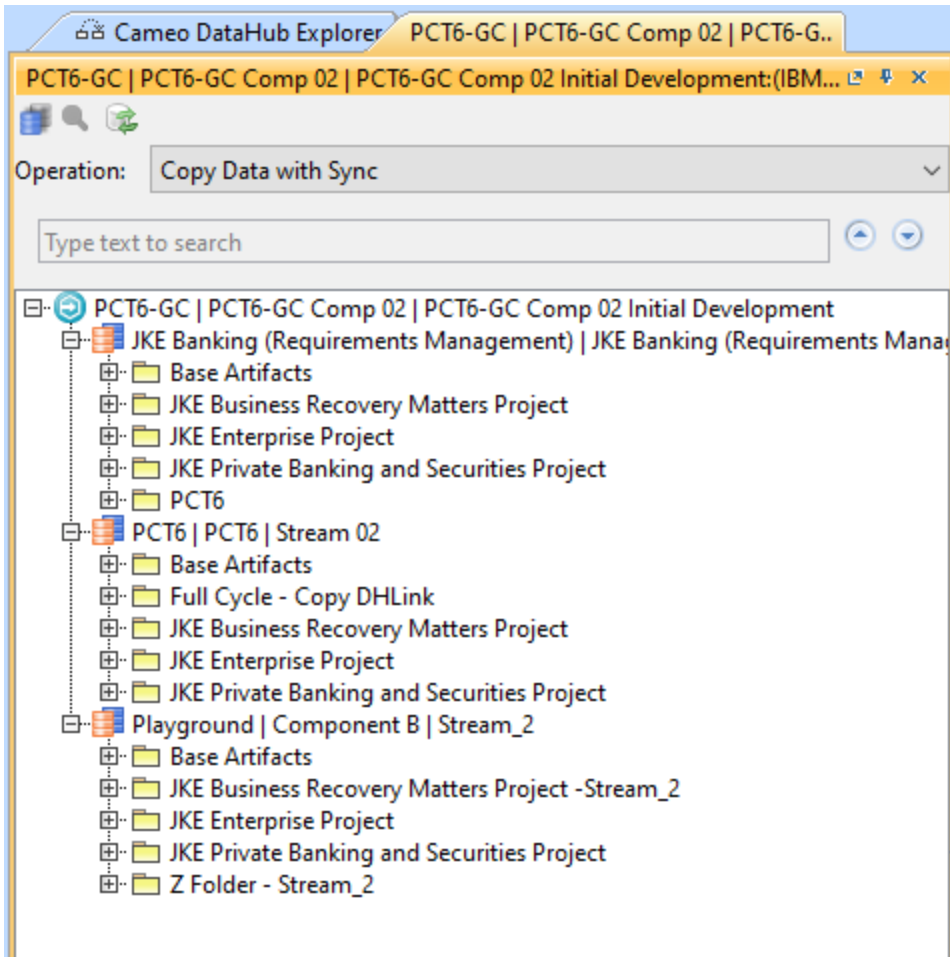 Cameo DataHub Explorer
PCT6-GC | PCT6-GC Comp 02 | PCT6-G..
PCT6-GC | PCT6-GC Comp 02 | PCT6-GC Comp 02 Initial Development:(IBM...
Operation: Copy Data with Sync
Type text to search
PCT6-GC | PCT6-GC Comp 02 | PCT6-GC Comp 02 Initial Development
JKE Banking (Requirements Management) | JKE Banking (Requirements Mana
Base Artifacts
JKE Business Recovery Matters Project
JKE Enterprise Project
JKE Private Banking and Securities Project
PCT6
PCT6 | PCT6 | Stream 02
Base Artifacts
Full Cycle - Copy DHLink
JKE Business Recovery Matters Project
JKE Enterprise Project
JKE Private Banking and Securities Project
Playground | Component B | Stream_2
Base Artifacts
JKE Business Recovery Matters Project -Stream_2
JKE Enterprise Project
JKE Private Banking and Securities Project
Z Folder - Stream_2